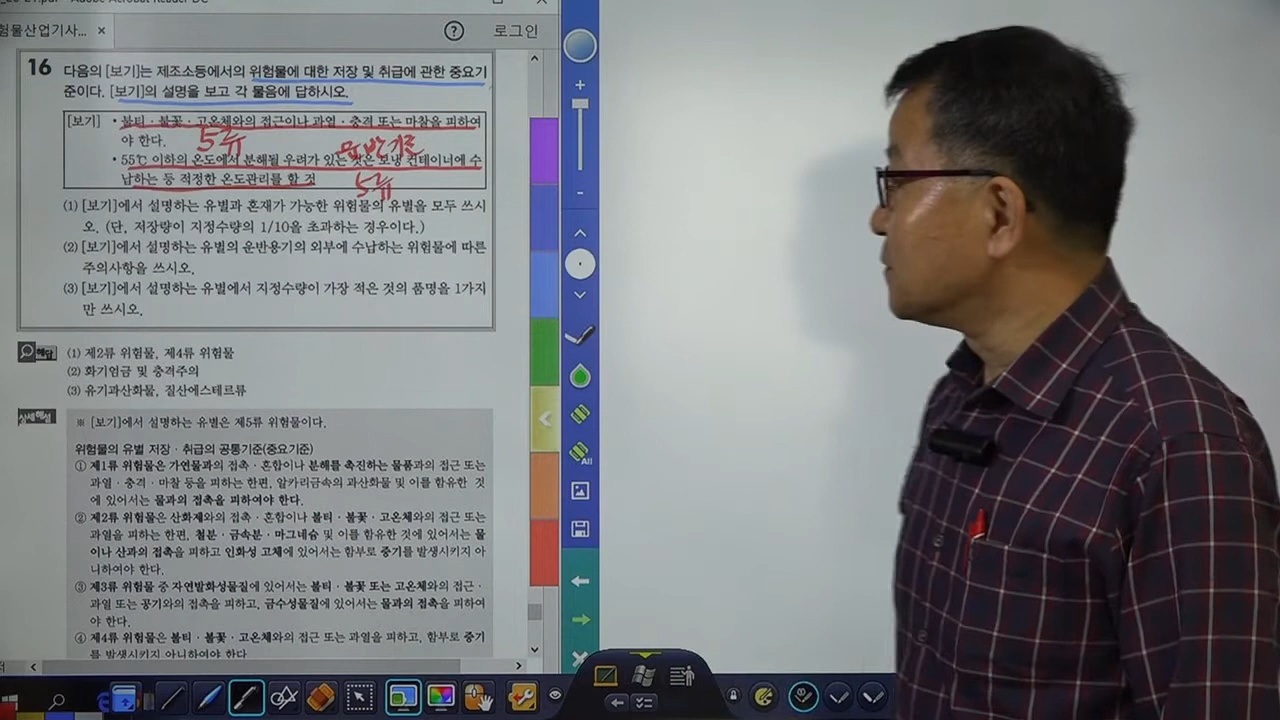 험물산업기사... ×
? 로그인
16 다음의 [보기]는 제조소등에서의 위험물에 대한 저장 및 취급에 관한 중요기
준이다. [보기]의 설명을 보고 각 물음에 답하시오.
[보기] • 불티·불꽃·고온체와의 접근이나 과열·충격 또는 마찰을 피하여
야 한다. 5류 운반기준
• 55℃ 이하의 온도에서 분해될 우려가 있는 것은 보냉 컨테이너에 수
납하는 등 적정한 온도관리를 할 것 5류
(1) [보기]에서 설명하는 유별과 혼재가 가능한 위험물의 유별을 모두 쓰시
오. (단, 저장량이 지정수량의 1/10을 초과하는 경우이다.)
(2) [보기]에서 설명하는 유별의 운반용기의 외부에 수납하는 위험물에 따른
주의사항을 쓰시오.
(3) [보기]에서 설명하는 유별에서 지정수량이 가장 적은 것의 품명을 1가지
만 쓰시오.
해답 (1) 제2류 위험물, 제4류 위험물
(2) 화기엄금 및 충격주의
(3) 유기과산화물, 질산에스테르류
상세해설 ※ [보기]에서 설명하는 유별은 제5류 위험물이다.
위험물의 유별 저장·취급의 공통기준(중요기준)
① 제1류 위험물은 가연물과의 접촉·혼합이나 분해를 촉진하는 물품과의 접근 또는
과열·충격·마찰 등을 피하는 한편, 알카리금속의 과산화물 및 이를 함유한 것
에 있어서는 물과의 접촉을 피하여야 한다.
② 제2류 위험물은 산화제와의 접촉·혼합이나 불티·불꽃·고온체와의 접근 또는
과열을 피하는 한편, 철분·금속분·마그네슘 및 이를 함유한 것에 있어서는 물
이나 산과의 접촉을 피하고 인화성 고체에 있어서는 함부로 증기를 발생시키지 아
니하여야 한다.
③ 제3류 위험물 중 자연발화성물질에 있어서는 불티·불꽃 또는 고온체와의 접근·
과열 또는 공기와의 접촉을 피하고, 금수성물질에 있어서는 물과의 접촉을 피하여
야 한다.
④ 제4류 위험물은 불티·불꽃·고온체와의 접근 또는 과열을 피하고, 함부로 증기
를 발생시키지 아니하여야 한다
All